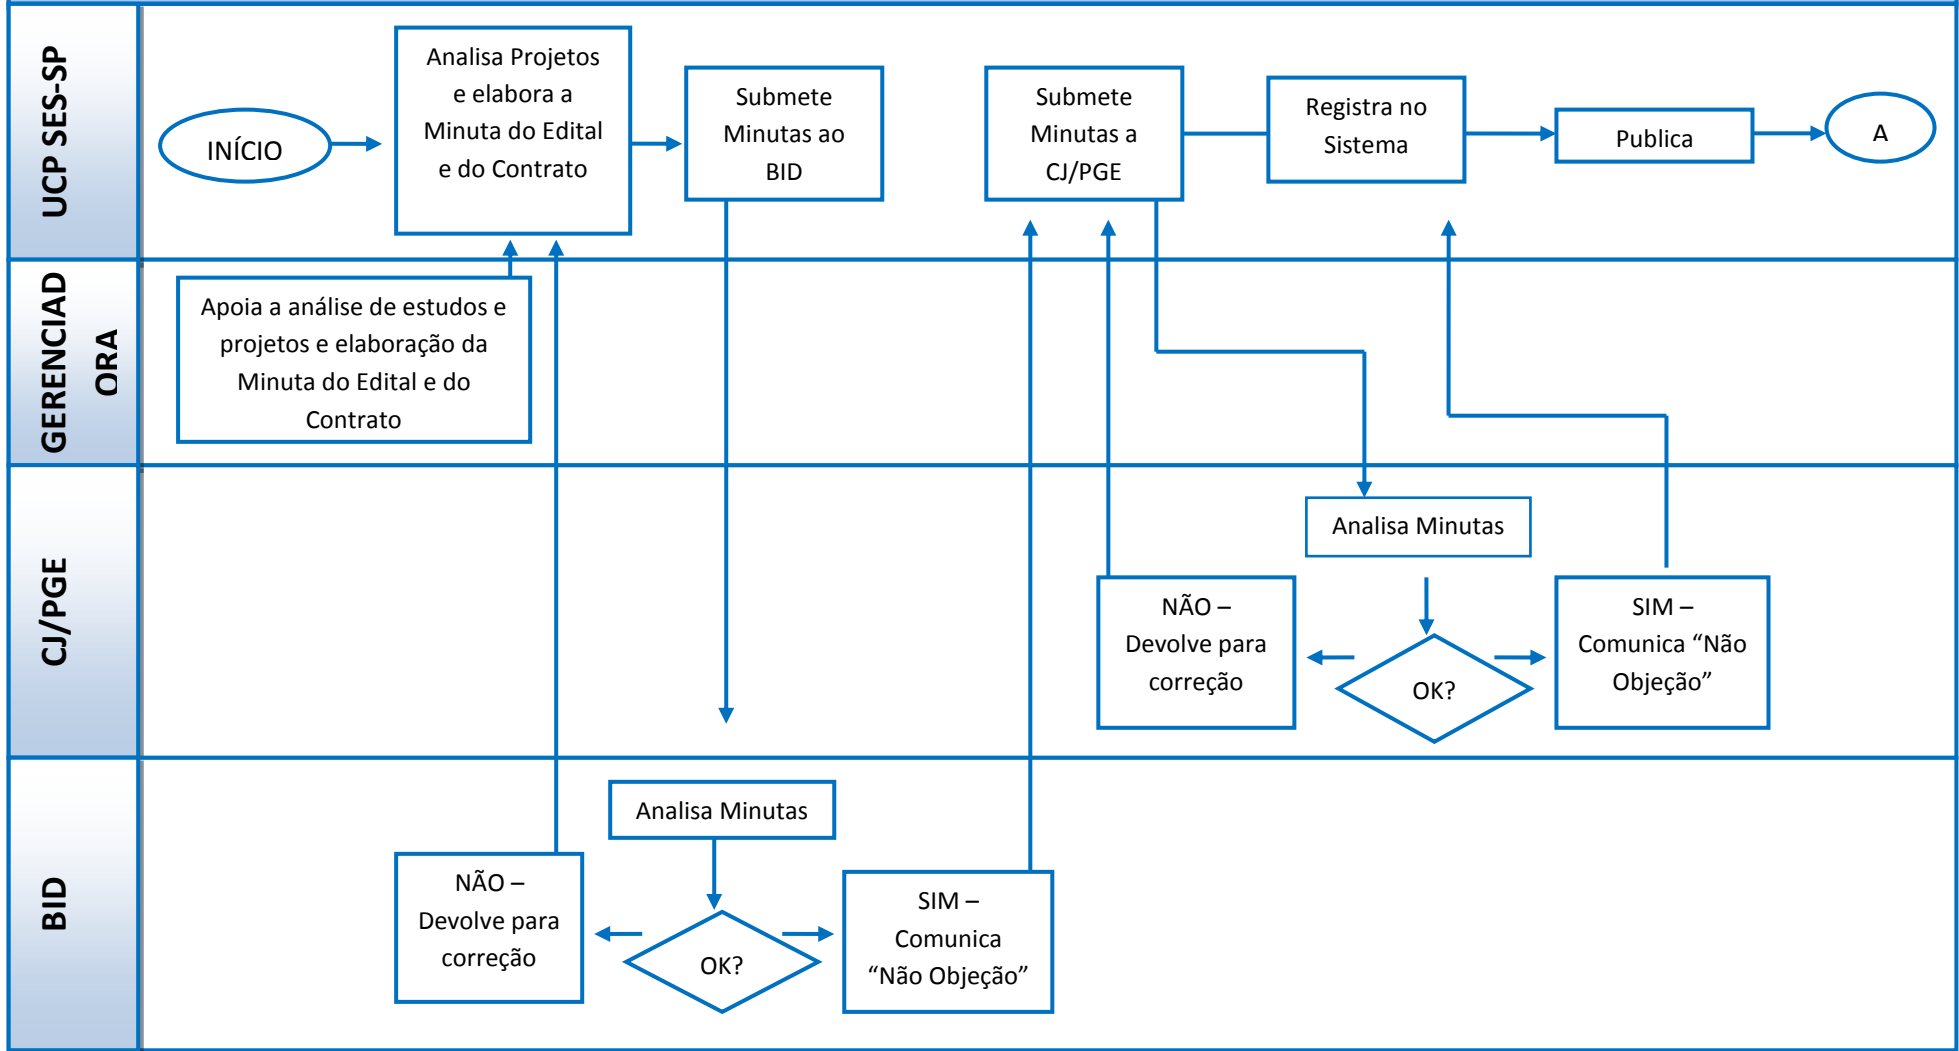 UCP SES-SP
INÍCIO
Analisa Projetos
e elabora a
Minuta do Edital
e do Contrato
Submete
Minutas ao
BID
Submete
Minutas a
CJ/PGE
Registra no
Sistema
Publica
A
GERENCIAD
ORA
Apoia a análise de estudos e
projetos e elaboração da
Minuta do Edital e do
Contrato
CJ/PGE
Analisa Minutas
NÃO –
Devolve para
correção
OK?
SIM –
Comunica “Não
Objeção”
BID
Analisa Minutas
NÃO –
Devolve para
correção
OK?
SIM –
Comunica
“Não Objeção”